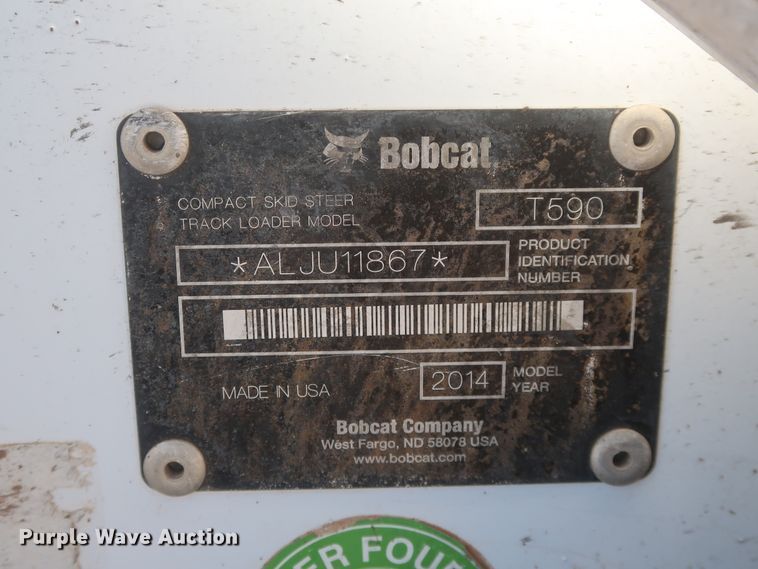 Bobcat
COMPACT SKID STEER
TRACK LOADER MODEL
T590
*ALJU11867*
PRODUCT
IDENTIFICATION
NUMBER
MADE IN USA
2014
MODEL
YEAR
Bobcat Company
West Fargo, ND 58078 USA
www.bobcat.com
Purple Wave Auction
ER FOU